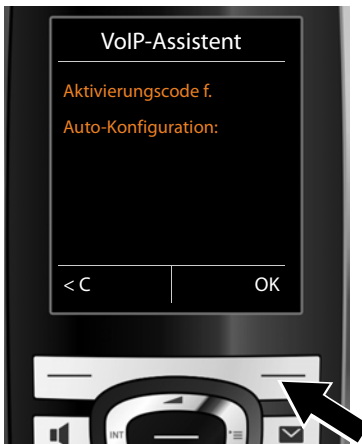 VoIP-Assistent
Aktivierungscode f.
Auto-Konfiguration:
< C
OK
INT